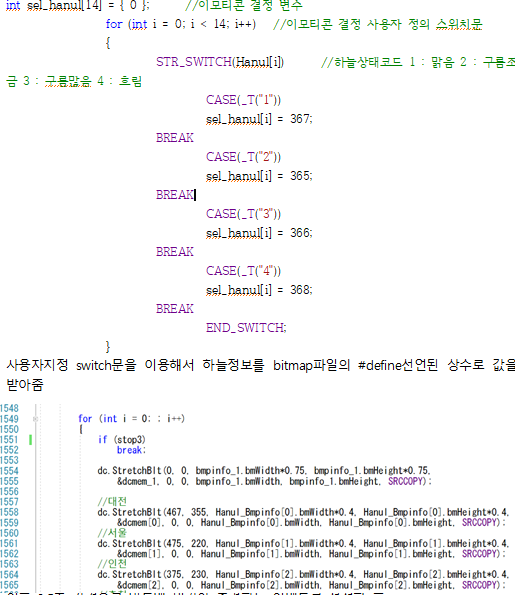 int sel_hanul[14] = { 0 }; //이모티콘 결정 변수
for (int i = 0; i < 14; i++) //이모티콘 결정 사용자 정의 스위치문
{
STR_SWITCH(Hanul[i]) //하늘상태코드 1 : 맑음 2 : 구름조
금 3 : 구름많음 4 : 흐림
CASE(_T("1"))
sel_hanul[i] = 367;
BREAK
CASE(_T("2"))
sel_hanul[i] = 365;
BREAK
CASE(_T("3"))
sel_hanul[i] = 366;
BREAK
CASE(_T("4"))
sel_hanul[i] = 368;
BREAK
END_SWITCH;
}
사용자지정 switch문을 이용해서 하늘정보를 bitmap파일의 #define선언된 상수로 값을
받아줌
1548
1549 for (int i = 0; ; i++)
1550 {
1551 if (stop3)
1552 break;
1553
1554 dc.StretchBlt(0, 0, bmpinfo_1.bmWidth*0.75, bmpinfo_1.bmHeight*0.75,
1555 &dcmem_1, 0, 0, bmpinfo_1.bmWidth, bmpinfo_1.bmHeight, SRCCOPY);
1556
1557 //대전
1558 dc.StretchBlt(467, 355, Hanul_Bmpinfo[0].bmWidth*0.4, Hanul_Bmpinfo[0].bmHeight*0.4,
1559 &dcmem[0], 0, 0, Hanul_Bmpinfo[0].bmWidth, Hanul_Bmpinfo[0].bmHeight, SRCCOPY);
1560 //서울
1561 dc.StretchBlt(475, 220, Hanul_Bmpinfo[1].bmWidth*0.4, Hanul_Bmpinfo[1].bmHeight*0.4,
1562 &dcmem[1], 0, 0, Hanul_Bmpinfo[1].bmWidth, Hanul_Bmpinfo[1].bmHeight, SRCCOPY);
1563 //인천
1564 dc.StretchBlt(375, 230, Hanul_Bmpinfo[2].bmWidth*0.4, Hanul_Bmpinfo[2].bmHeight*0.4,
1565 &dcmem[2], 0, 0, Hanul_Bmpinfo[2].bmWidth, Hanul_Bmpinfo[2].bmHeight, SRCCOPY);